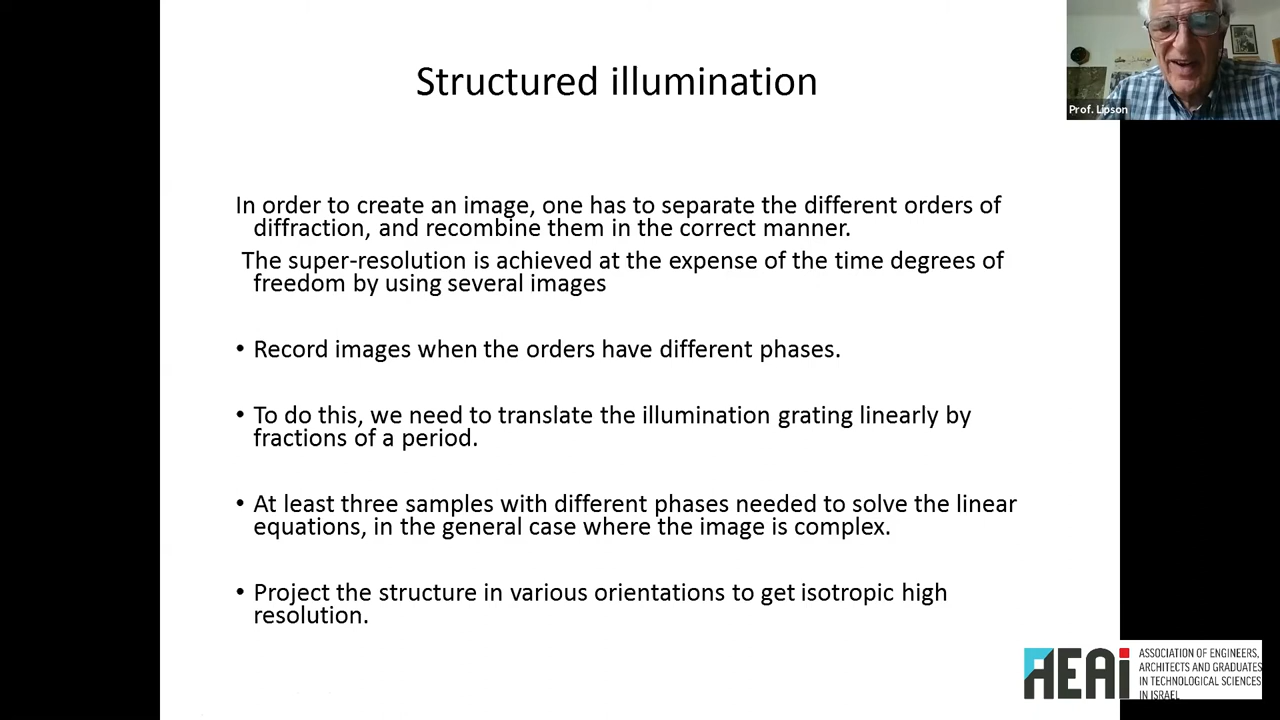 Structured illumination
Prof. Lipson
In order to create an image, one has to separate the different orders of
diffraction, and recombine them in the correct manner.
The super-resolution is achieved at the expense of the time degrees of
freedom by using several images
• Record images when the orders have different phases.
• To do this, we need to translate the illumination grating linearly by
fractions of a period.
• At least three samples with different phases needed to solve the linear
equations, in the general case where the image is complex.
• Project the structure in various orientations to get isotropic high
resolution.
AEAi
ASSOCIATION OF ENGINEERS,
ARCHITECTS AND GRADUATES
IN TECHNOLOGICAL SCIENCES
IN ISRAEL